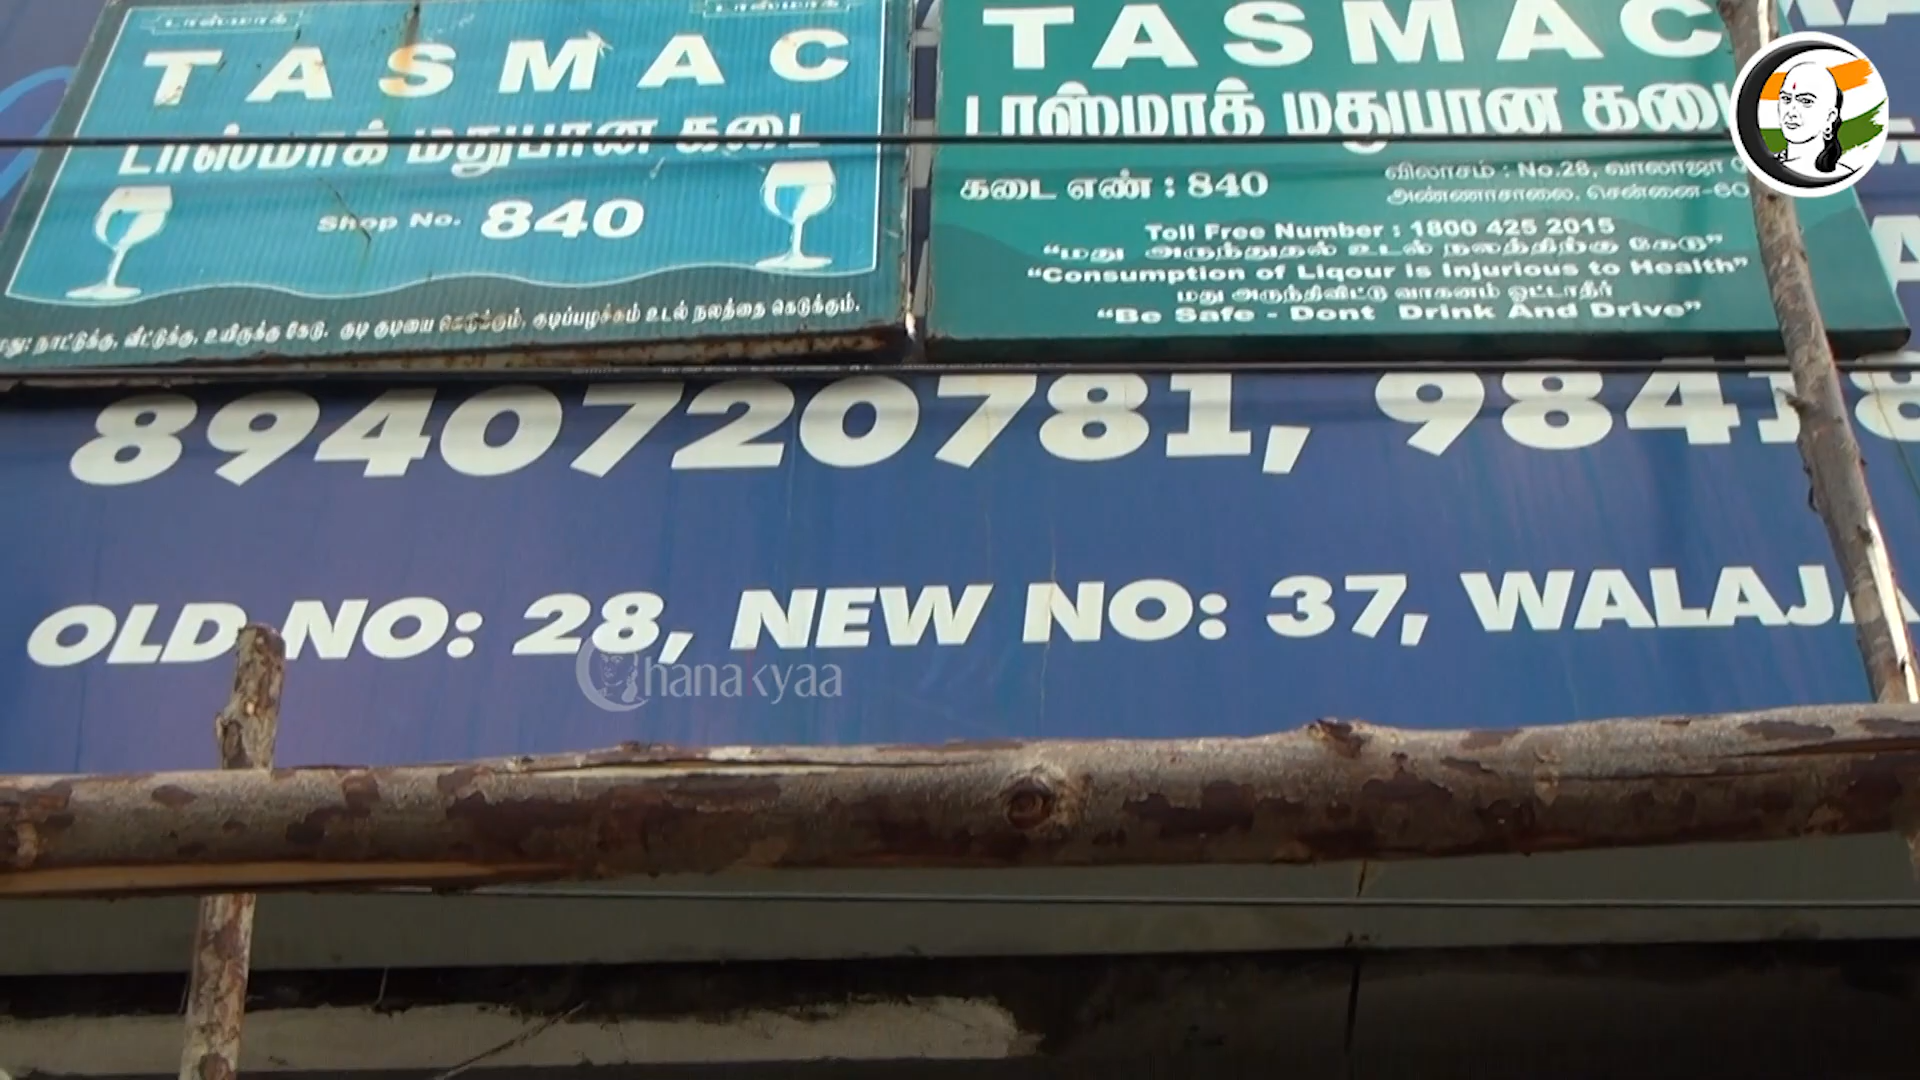 டாஸ்மாக்
TASMAC
டாஸ்மாக் மதுபான கடை
Shop No. 840
மது: நாட்டுக்கு, வீட்டுக்கு, உயிருக்கு கேடு. குடி குடியை கெடுக்கும், குடிப்பழக்கம் உடல் நலத்தை கெடுக்கும்.
TASMAC
டாஸ்மாக் மதுபான கடை
கடை எண் : 840
விலாசம் : No.28, வாலாஜா
அண்ணாசாலை, சென்னை-60
Toll Free Number : 1800 425 2015
“மது அருந்துதல் உடல் நலத்திற்கு கேடு”
“Consumption of Liqour is Injurious to Health”
மது அருந்திவிட்டு வாகனம் ஓட்டாதீர்
“Be Safe - Dont Drink And Drive”
8940720781, 98418
OLD NO: 28, NEW NO: 37, WALAJA
Chanakyaa